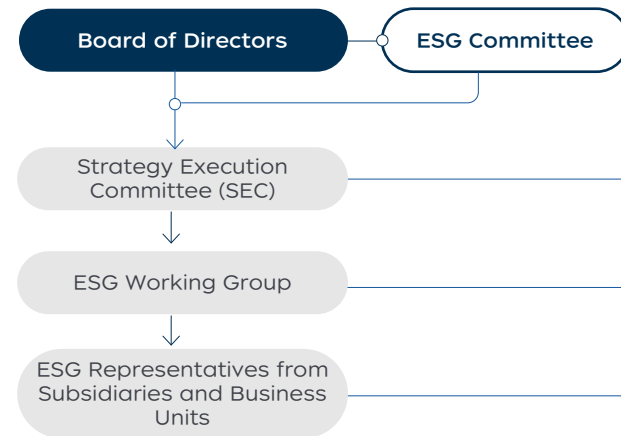 Board of Directors
ESG Committee
Strategy Execution
Committee (SEC)
ESG Working Group
ESG Representatives from
Subsidiaries and Business
Units